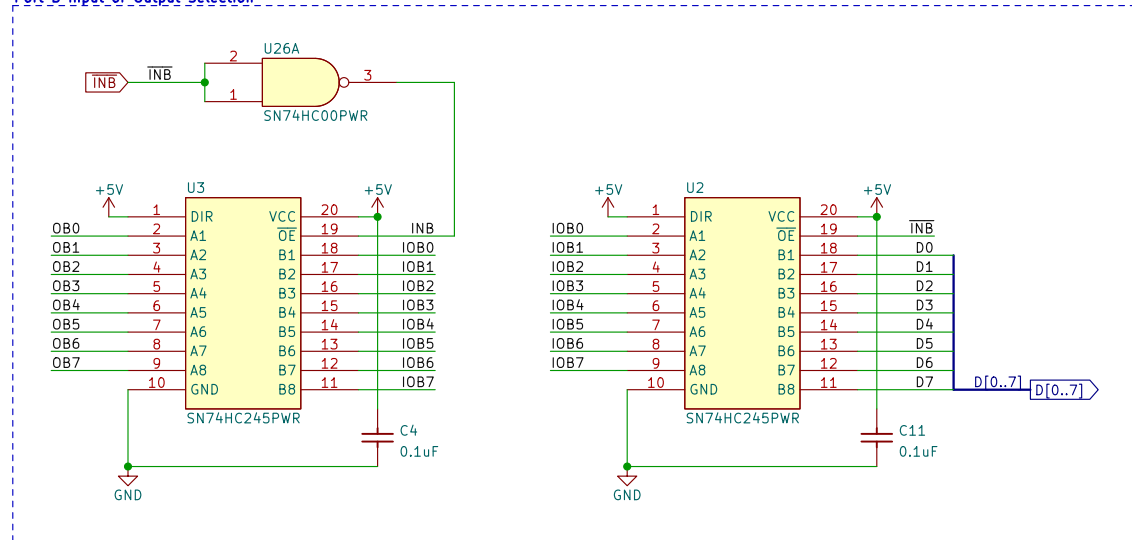 Port B Input or Output Selection
U26A
INB
INB
2
1
3
SN74HC00PWR
+5V
U3
+5V
1
DIR
VCC
20
OB0
2
A1
OE
19
INB
OB1
3
A2
B1
18
IOB0
OB2
4
A3
B2
17
IOB1
OB3
5
A4
B3
16
IOB2
OB4
6
A5
B4
15
IOB3
OB5
7
A6
B5
14
IOB4
OB6
8
A7
B6
13
IOB5
OB7
9
A8
B7
12
IOB6
10
GND
B8
11
IOB7
SN74HC245PWR
C4
0.1uF
GND
+5V
U2
+5V
1
DIR
VCC
20
IOB0
2
A1
OE
19
INB
IOB1
3
A2
B1
18
D0
IOB2
4
A3
B2
17
D1
IOB3
5
A4
B3
16
D2
IOB4
6
A5
B4
15
D3
IOB5
7
A6
B5
14
D4
IOB6
8
A7
B6
13
D5
IOB7
9
A8
B7
12
D6
10
GND
B8
11
D7
D[0..7]
D[0..7]
SN74HC245PWR
C11
0.1uF
GND